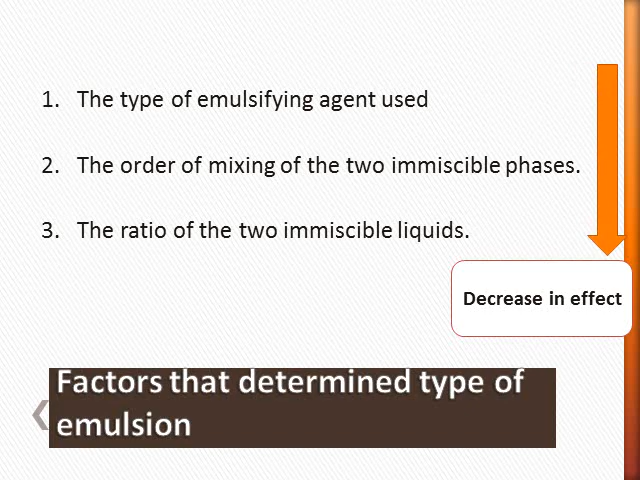 1. The type of emulsifying agent used
2. The order of mixing of the two immiscible phases.
3. The ratio of the two immiscible liquids.
Decrease in effect
Factors that determined type of
emulsion